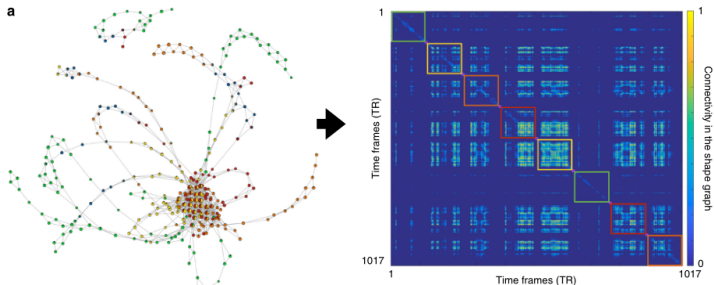 a
1
Time frames (TR)
1017
1
1017
Time frames (TR)
1
0
Connectivity in the shape graph